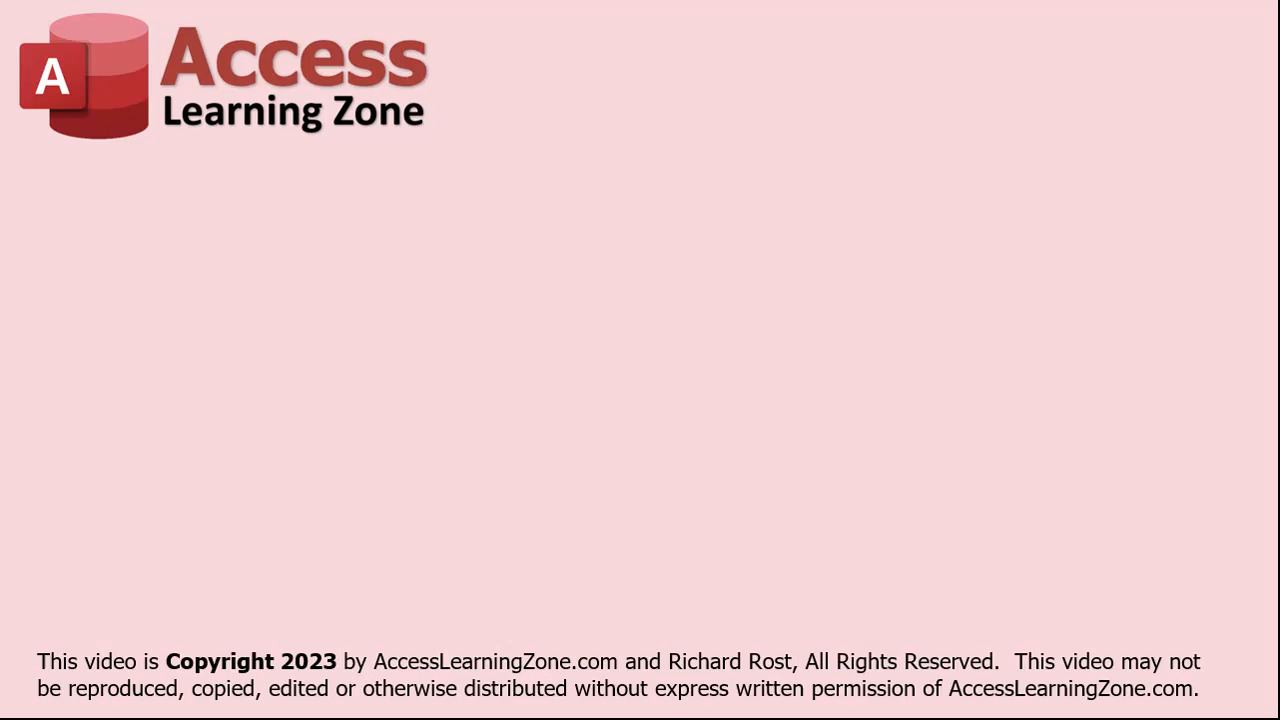 A
Access
Learning Zone
This video is Copyright 2023 by AccessLearningZone.com and Richard Rost, All Rights Reserved.  This video may not
be reproduced, copied, edited or otherwise distributed without express written permission of AccessLearningZone.com.